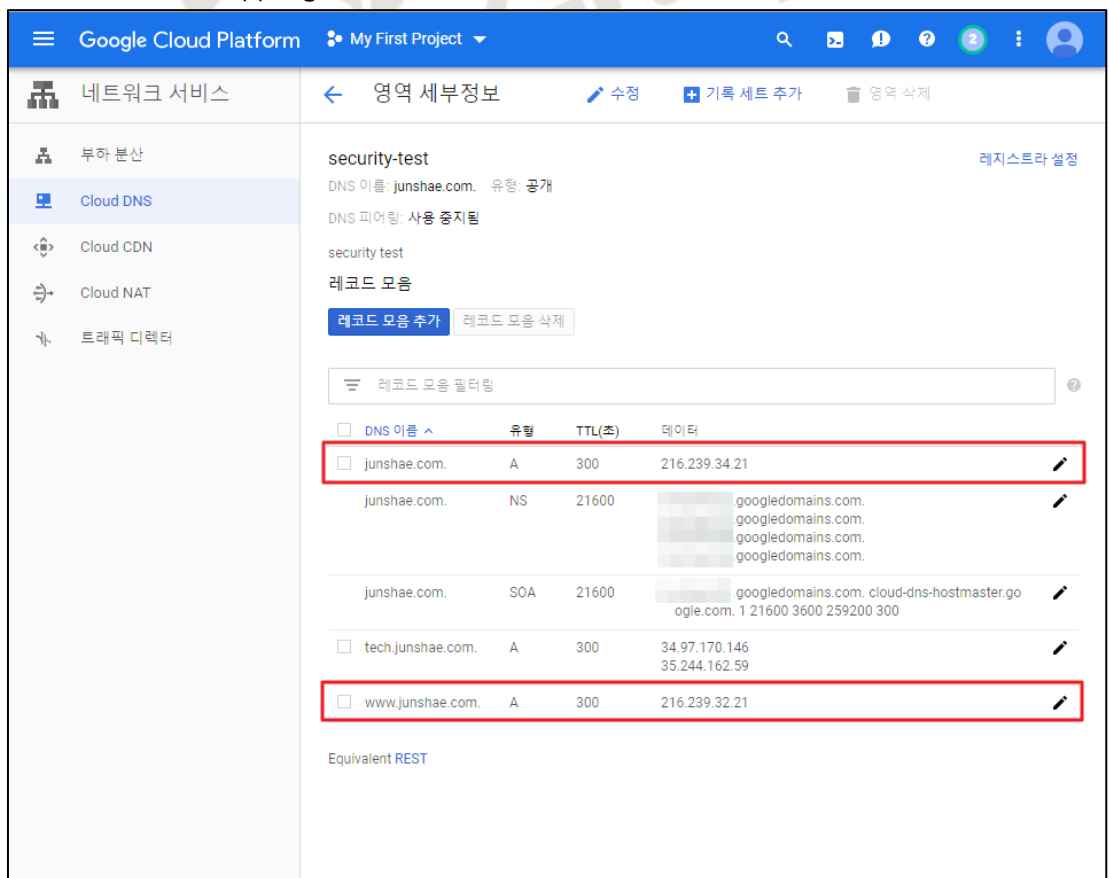 Google Cloud Platform
My First Project
2
네트워크 서비스
영역 세부정보
수정
기록 세트 추가
영역 삭제
부하 분산
Cloud DNS
Cloud CDN
Cloud NAT
트래픽 디렉터
security-test
레지스트라 설정
DNS 이름: junshae.com. 유형: 공개
DNS 피어링: 사용 중지됨
security test
레코드 모음
레코드 모음 추가
레코드 모음 삭제
레코드 모음 필터링
DNS 이름 유형 TTL(초) 데이터
junshae.com. A 300 216.239.34.21
junshae.com. NS 21600 .googledomains.com.
.googledomains.com.
.googledomains.com.
.googledomains.com.
junshae.com. SOA 21600 .googledomains.com. cloud-dns-hostmaster.go
ogle.com. 1 21600 3600 259200 300
tech.junshae.com. A 300 34.97.170.146
35.244.162.59
www.junshae.com. A 300 216.239.32.21
Equivalent REST